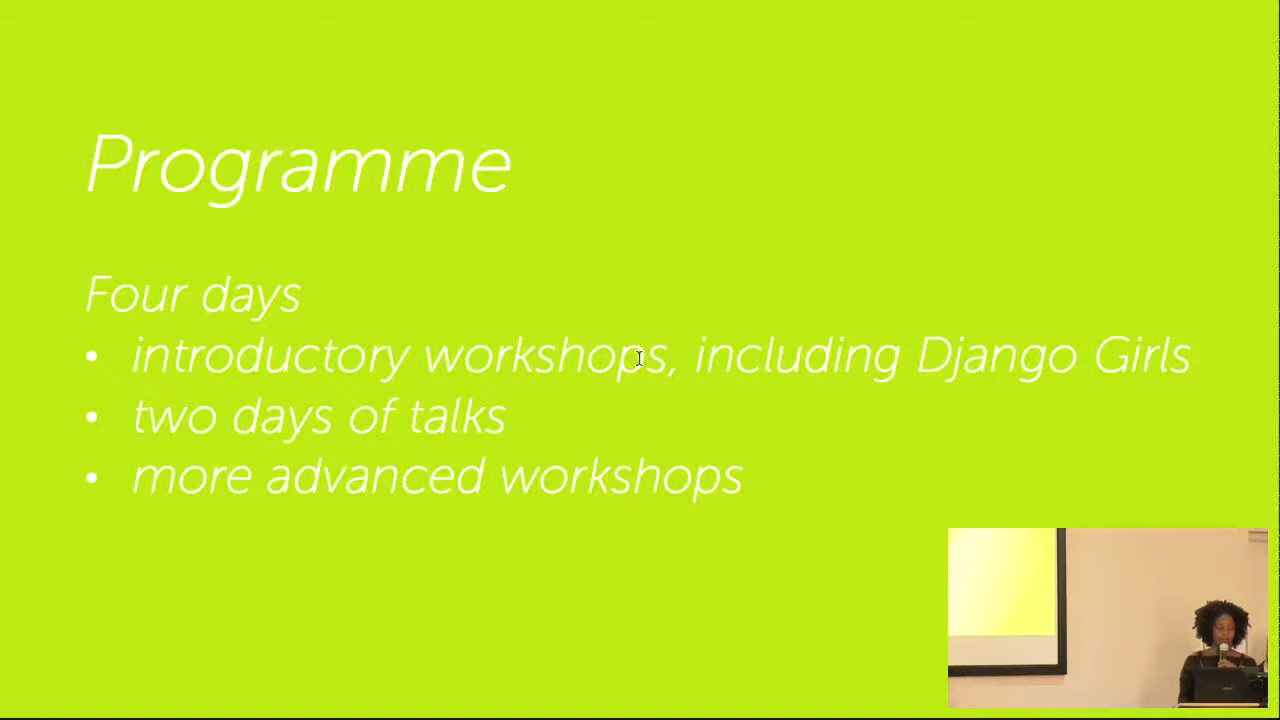 Programme
Four days
• introductory workshops, including Django Girls
• two days of talks
• more advanced workshops